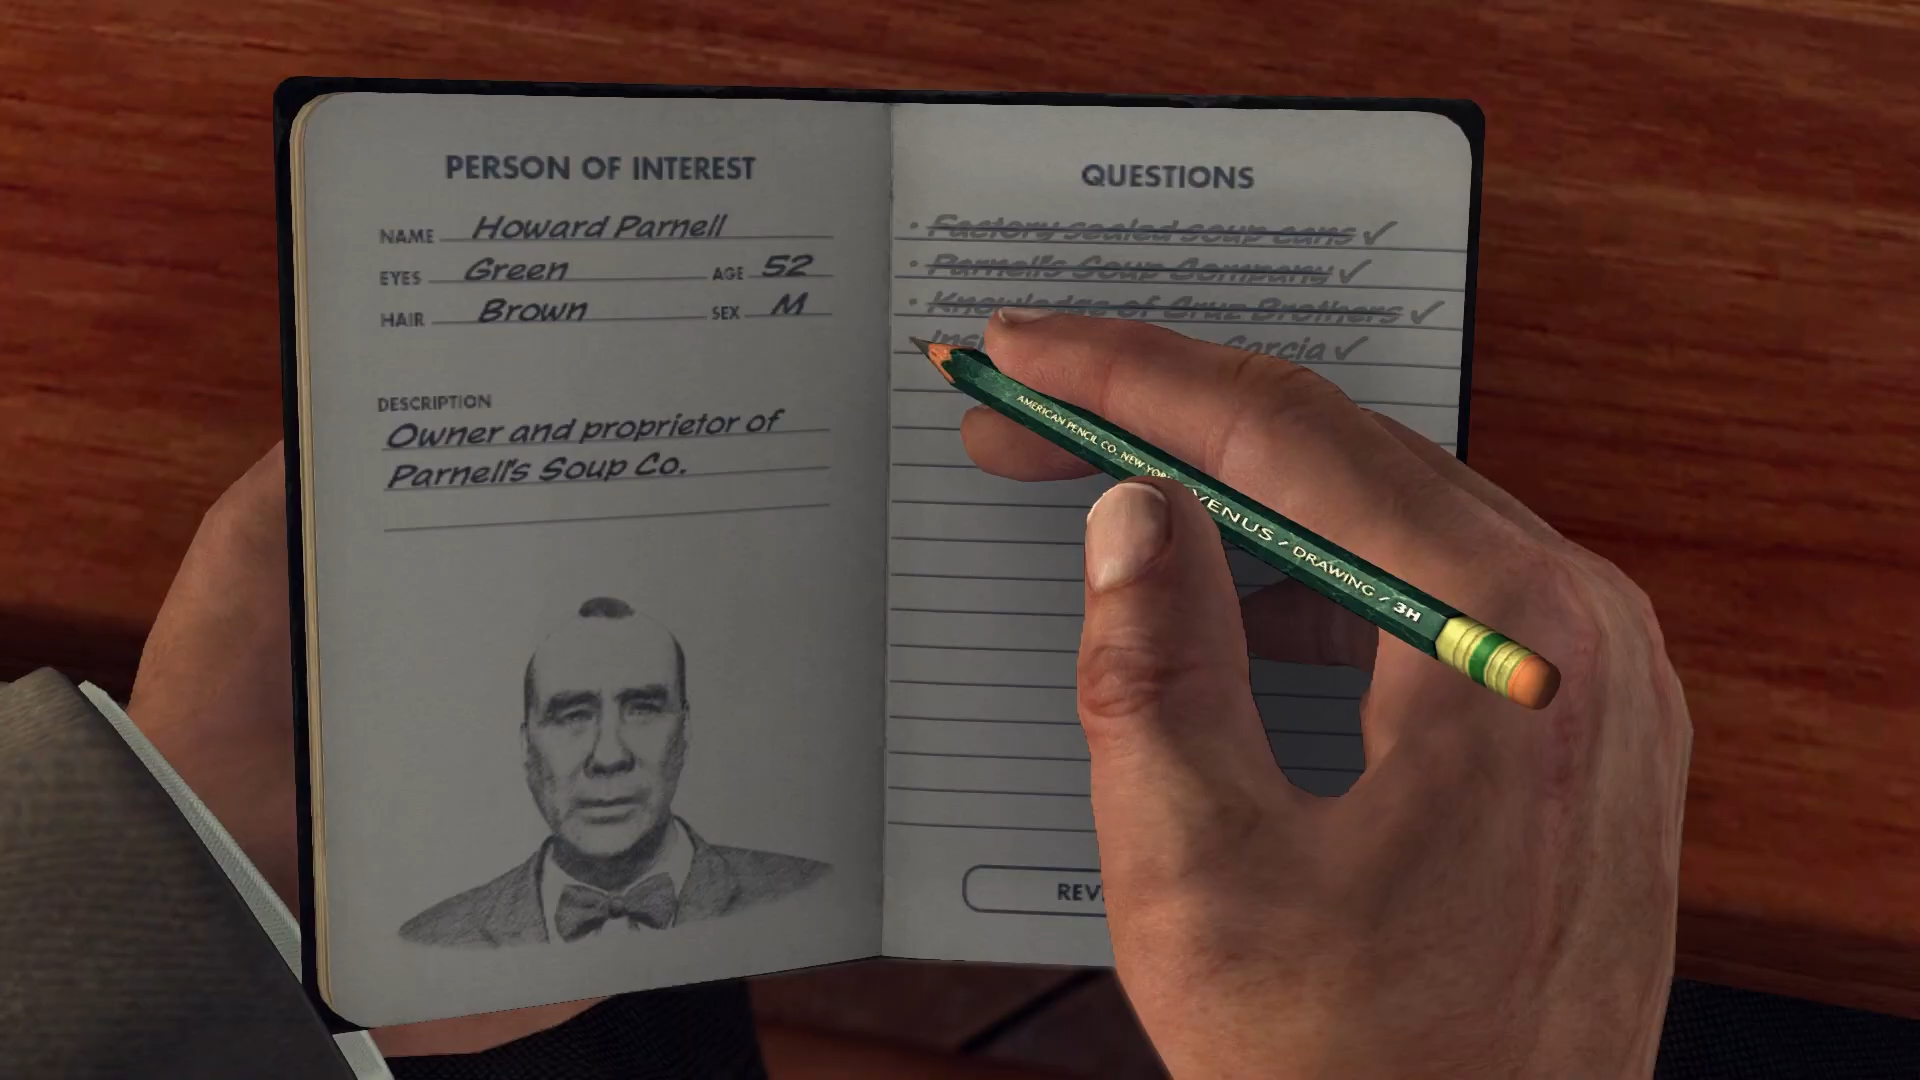 PERSON OF INTEREST
NAME Howard Parnell
EYES Green AGE 52
HAIR Brown SEX M
DESCRIPTION
Owner and proprietor of
Parnell's Soup Co.
QUESTIONS
• Factory sealed soup cans ✓
• Parnell's Soup Company ✓
• Knowledge of Cruz Brothers ✓
Garcia ✓
AMERICAN PENCIL CO. NEW YORK
VENUS / DRAWING / 3H